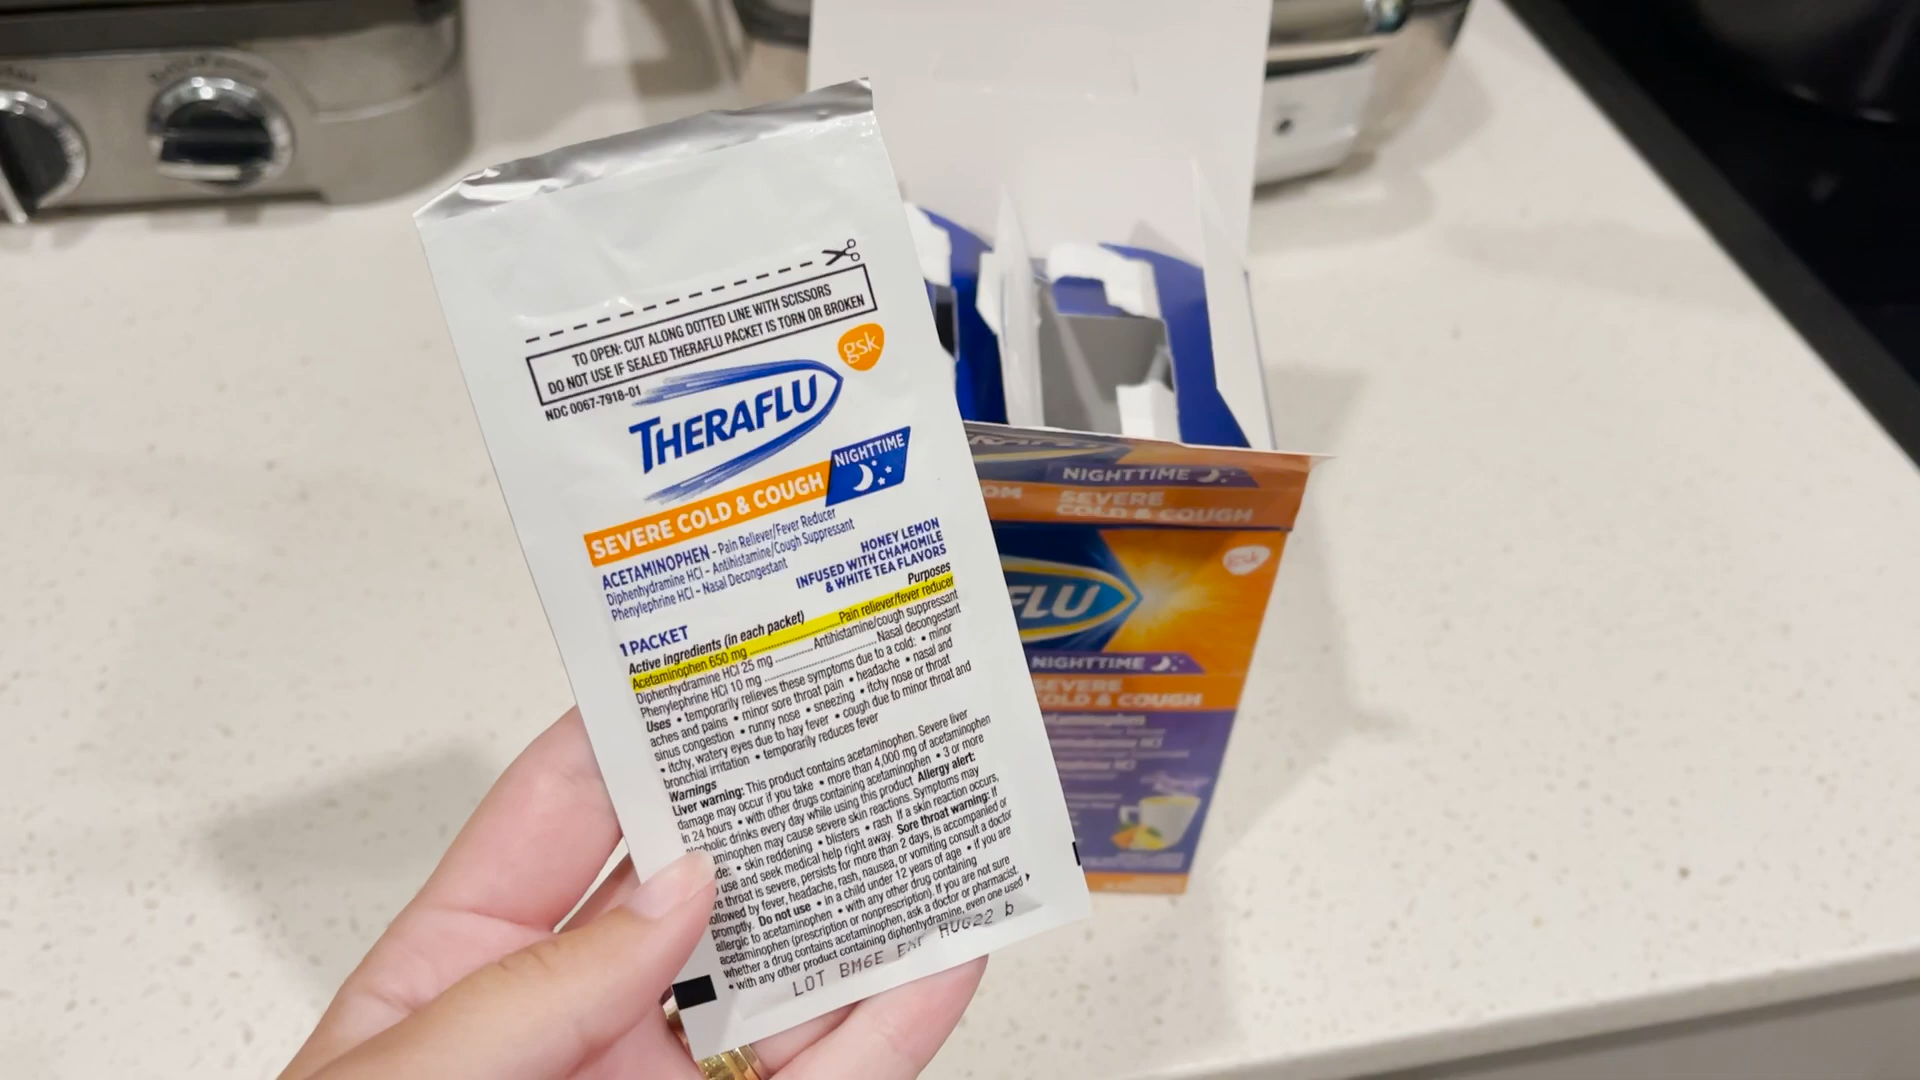 TO OPEN: CUT ALONG DOTTED LINE WITH SCISSORS
DO NOT USE IF SEALED THERAFLU PACKET IS TORN OR BROKEN
NDC 0067-7918-01
gsk
THERAFLU
NIGHTTIME
SEVERE COLD & COUGH
ACETAMINOPHEN - Pain Reliever/Fever Reducer
Diphenhydramine HCl - Antihistamine/Cough Suppressant
Phenylephrine HCl - Nasal Decongestant
HONEY LEMON
INFUSED WITH CHAMOMILE
& WHITE TEA FLAVORS
1 PACKET
Active ingredients (in each packet) Purposes
Acetaminophen 650 mg ............ Pain reliever/fever reducer
Diphenhydramine HCl 25 mg ............ Antihistamine/cough suppressant
Phenylephrine HCl 10 mg ............ Nasal decongestant
Uses • temporarily relieves these symptoms due to a cold: • minor
aches and pains • minor sore throat pain • headache • nasal and
sinus congestion • runny nose • sneezing • itchy nose or throat
• itchy, watery eyes due to hay fever • cough due to minor throat and
bronchial irritation • temporarily reduces fever
Warnings
Liver warning: This product contains acetaminophen. Severe liver
damage may occur if you take • more than 4,000 mg of acetaminophen
in 24 hours • with other drugs containing acetaminophen • 3 or more
alcoholic drinks every day while using this product Allergy alert:
may cause severe skin reactions. Symptoms may
• skin reddening • blisters • rash If a skin reaction occurs,
use and seek medical help right away. Sore throat warning: If
throat is severe, persists for more than 2 days, is accompanied or
by fever, headache, rash, nausea, or vomiting consult a doctor
promptly. Do not use • in a child under 12 years of age • if you are
allergic to acetaminophen • with any other drug containing
acetaminophen (prescription or nonprescription). If you are not sure
whether a drug contains acetaminophen, ask a doctor or pharmacist.
• with any other product containing diphenhydramine, even one used
LOT BM6E EXP AUG22 b
NIGHTTIME
SEVERE
COLD & COUGH
gsk
FLU
NIGHTTIME
SEVERE
COLD & COUGH